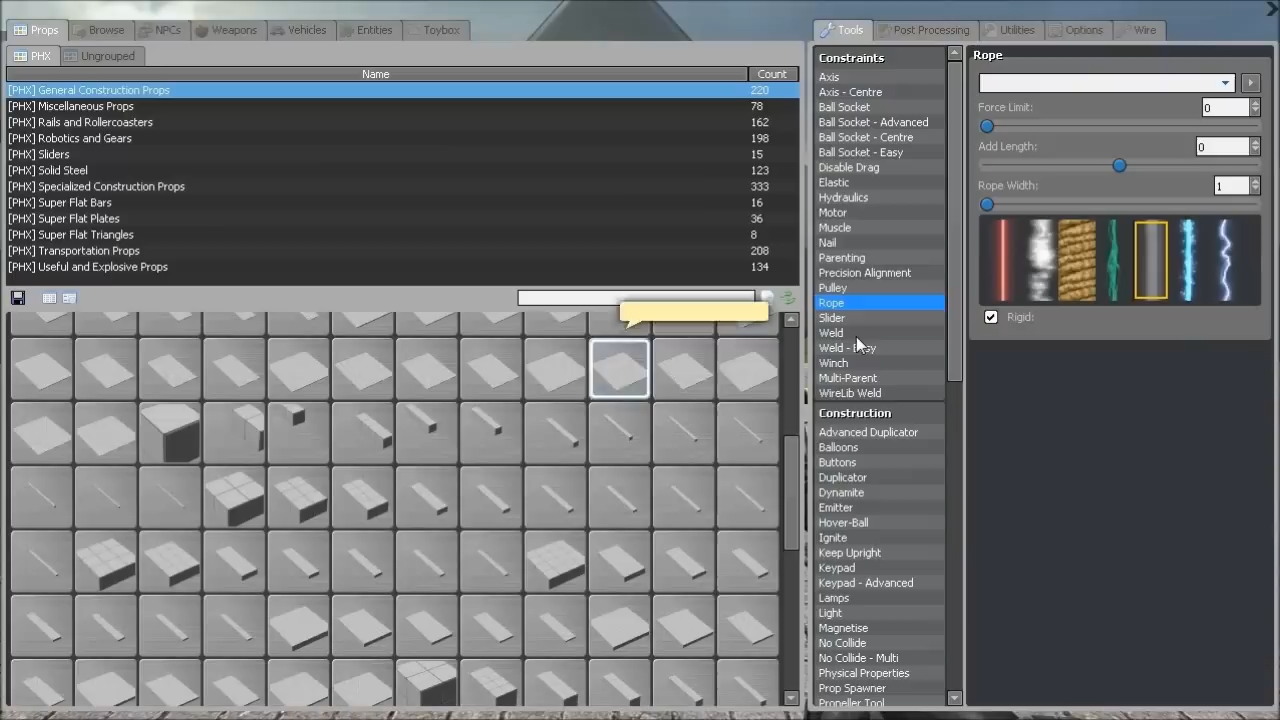 Props Browse NPCs Weapons Vehicles Entities Toybox
PHX Ungrouped
Name Count
[PHX] General Construction Props 220
[PHX] Miscellaneous Props 78
[PHX] Rails and Rollercoasters 162
[PHX] Robotics and Gears 198
[PHX] Sliders 15
[PHX] Solid Steel 123
[PHX] Specialized Construction Props 333
[PHX] Super Flat Bars 16
[PHX] Super Flat Plates 36
[PHX] Super Flat Triangles 8
[PHX] Transportation Props 208
[PHX] Useful and Explosive Props 134
Tools Post Processing Utilities Options Wire
Constraints
Axis
Axis - Centre
Ball Socket
Ball Socket - Advanced
Ball Socket - Centre
Ball Socket - Easy
Disable Drag
Elastic
Hydraulics
Motor
Muscle
Nail
Parenting
Precision Alignment
Pulley
Rope
Slider
Weld
Weld - Easy
Winch
Multi-Parent
WireLib Weld
Construction
Advanced Duplicator
Balloons
Buttons
Duplicator
Dynamite
Emitter
Hover-Ball
Ignite
Keep Upright
Keypad
Keypad - Advanced
Lamps
Light
Magnetise
No Collide
No Collide - Multi
Physical Properties
Prop Spawner
Propeller Tool
Rope
Force Limit: 0
Add Length: 0
Rope Width: 1
Rigid: